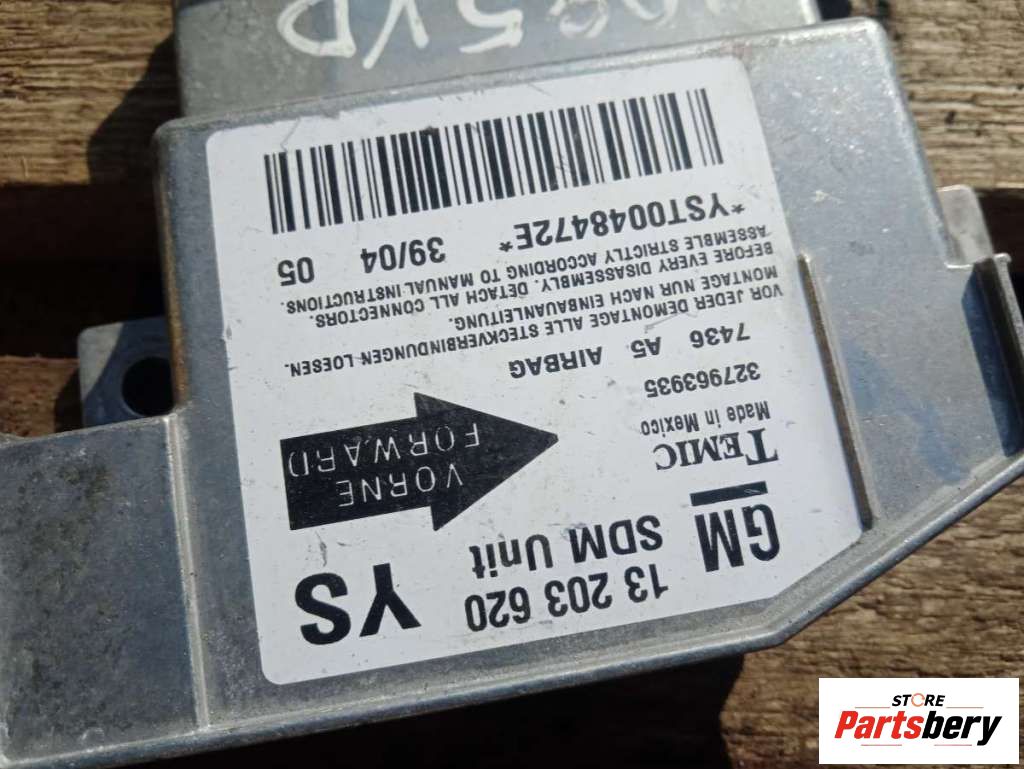 GM
13 203 620
SDM Unit
YS
TEMIC
Made in Mexico
327963935
7436 A5 AIRBAG
VORNE
FORWARD
VOR JEDER DEMONTAGE ALLE STECKVERBINDUNGEN LOESEN.
MONTAGE NUR NACH EINBAUANLEITUNG.
BEFORE EVERY DISASSEMBLY, DETACH ALL CONNECTORS.
ASSEMBLE STRICTLY ACCORDING TO MANUAL INSTRUCTIONS.
*YST0048472E* 39/04 05
STORE
Partsbery